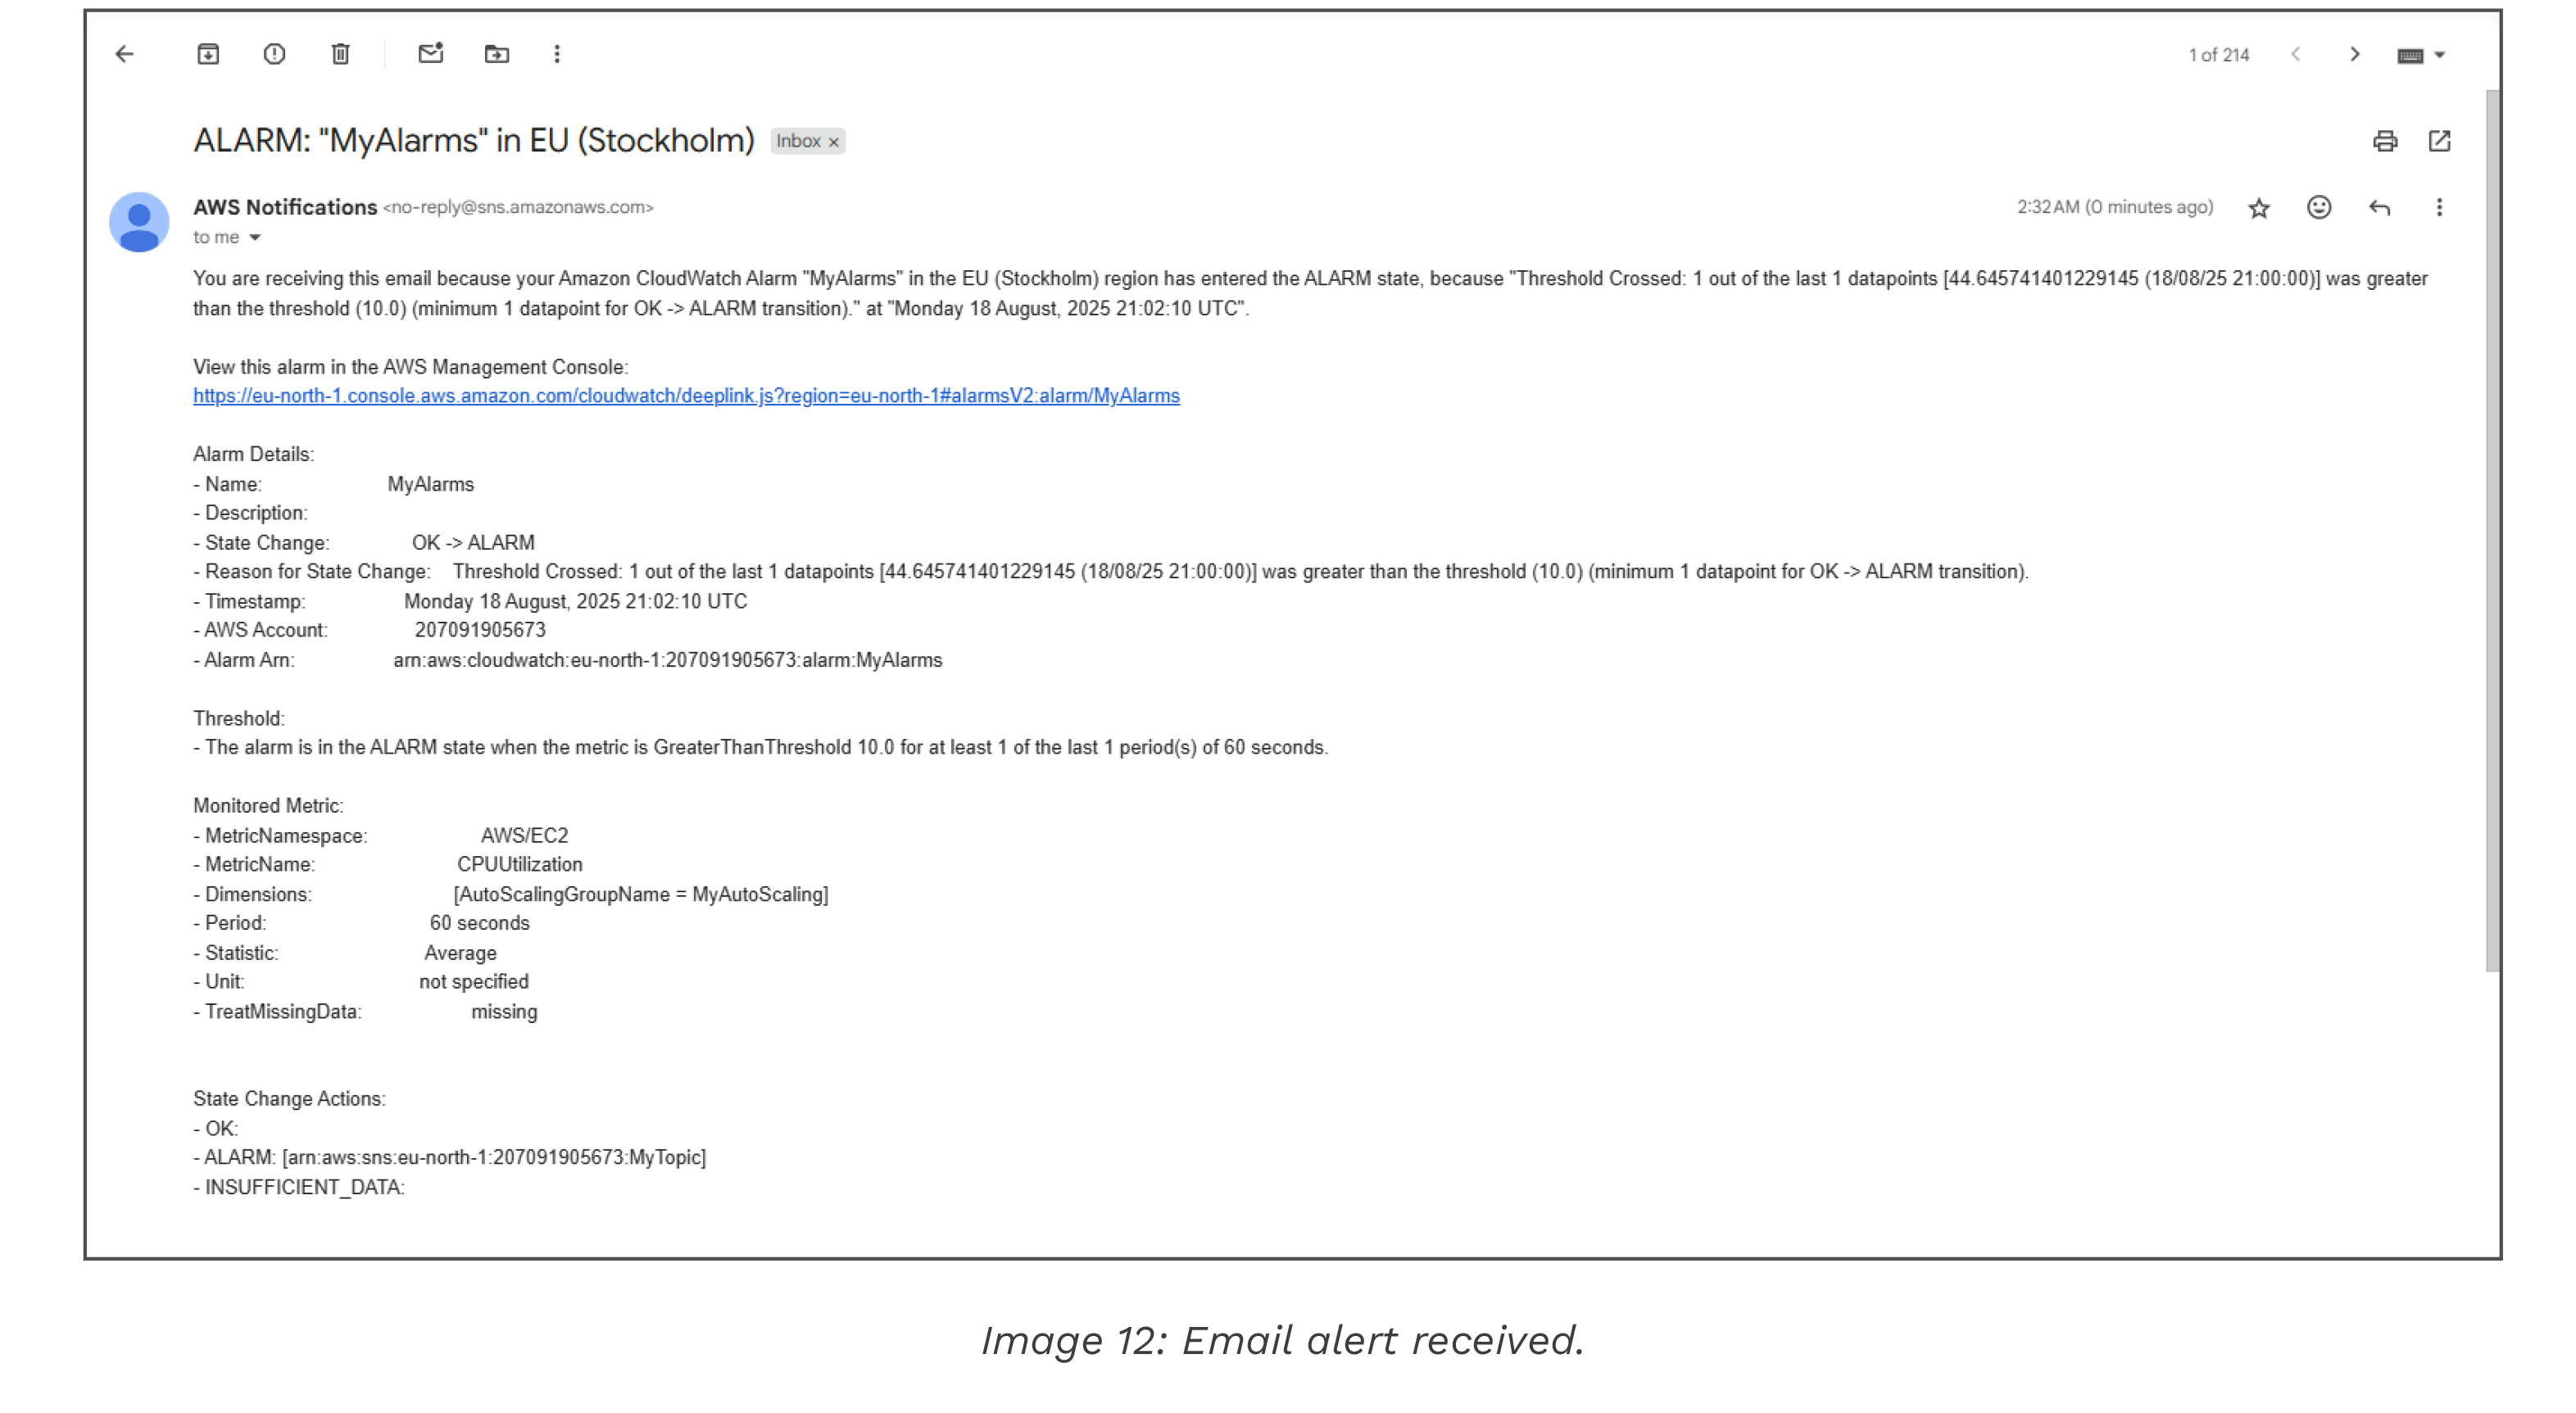 1 of 214
ALARM: "MyAlarms" in EU (Stockholm) Inbox ×
AWS Notifications <no-reply@sns.amazonaws.com> 2:32 AM (0 minutes ago)
to me
You are receiving this email because your Amazon CloudWatch Alarm "MyAlarms" in the EU (Stockholm) region has entered the ALARM state, because "Threshold Crossed: 1 out of the last 1 datapoints [44.645741401229145 (18/08/25 21:00:00)] was greater
than the threshold (10.0) (minimum 1 datapoint for OK -> ALARM transition)." at "Monday 18 August, 2025 21:02:10 UTC".
View this alarm in the AWS Management Console:
https://eu-north-1.console.aws.amazon.com/cloudwatch/deeplink.js?region=eu-north-1#alarmsV2:alarm/MyAlarms
Alarm Details:
- Name: MyAlarms
- Description:
- State Change: OK -> ALARM
- Reason for State Change: Threshold Crossed: 1 out of the last 1 datapoints [44.645741401229145 (18/08/25 21:00:00)] was greater than the threshold (10.0) (minimum 1 datapoint for OK -> ALARM transition).
- Timestamp: Monday 18 August, 2025 21:02:10 UTC
- AWS Account: 207091905673
- Alarm Arn: arn:aws:cloudwatch:eu-north-1:207091905673:alarm:MyAlarms
Threshold:
- The alarm is in the ALARM state when the metric is GreaterThanThreshold 10.0 for at least 1 of the last 1 period(s) of 60 seconds.
Monitored Metric:
- MetricNamespace: AWS/EC2
- MetricName: CPUUtilization
- Dimensions: [AutoScalingGroupName = MyAutoScaling]
- Period: 60 seconds
- Statistic: Average
- Unit: not specified
- TreatMissingData: missing
State Change Actions:
- OK:
- ALARM: [arn:aws:sns:eu-north-1:207091905673:MyTopic]
- INSUFFICIENT_DATA:
Image 12: Email alert received.